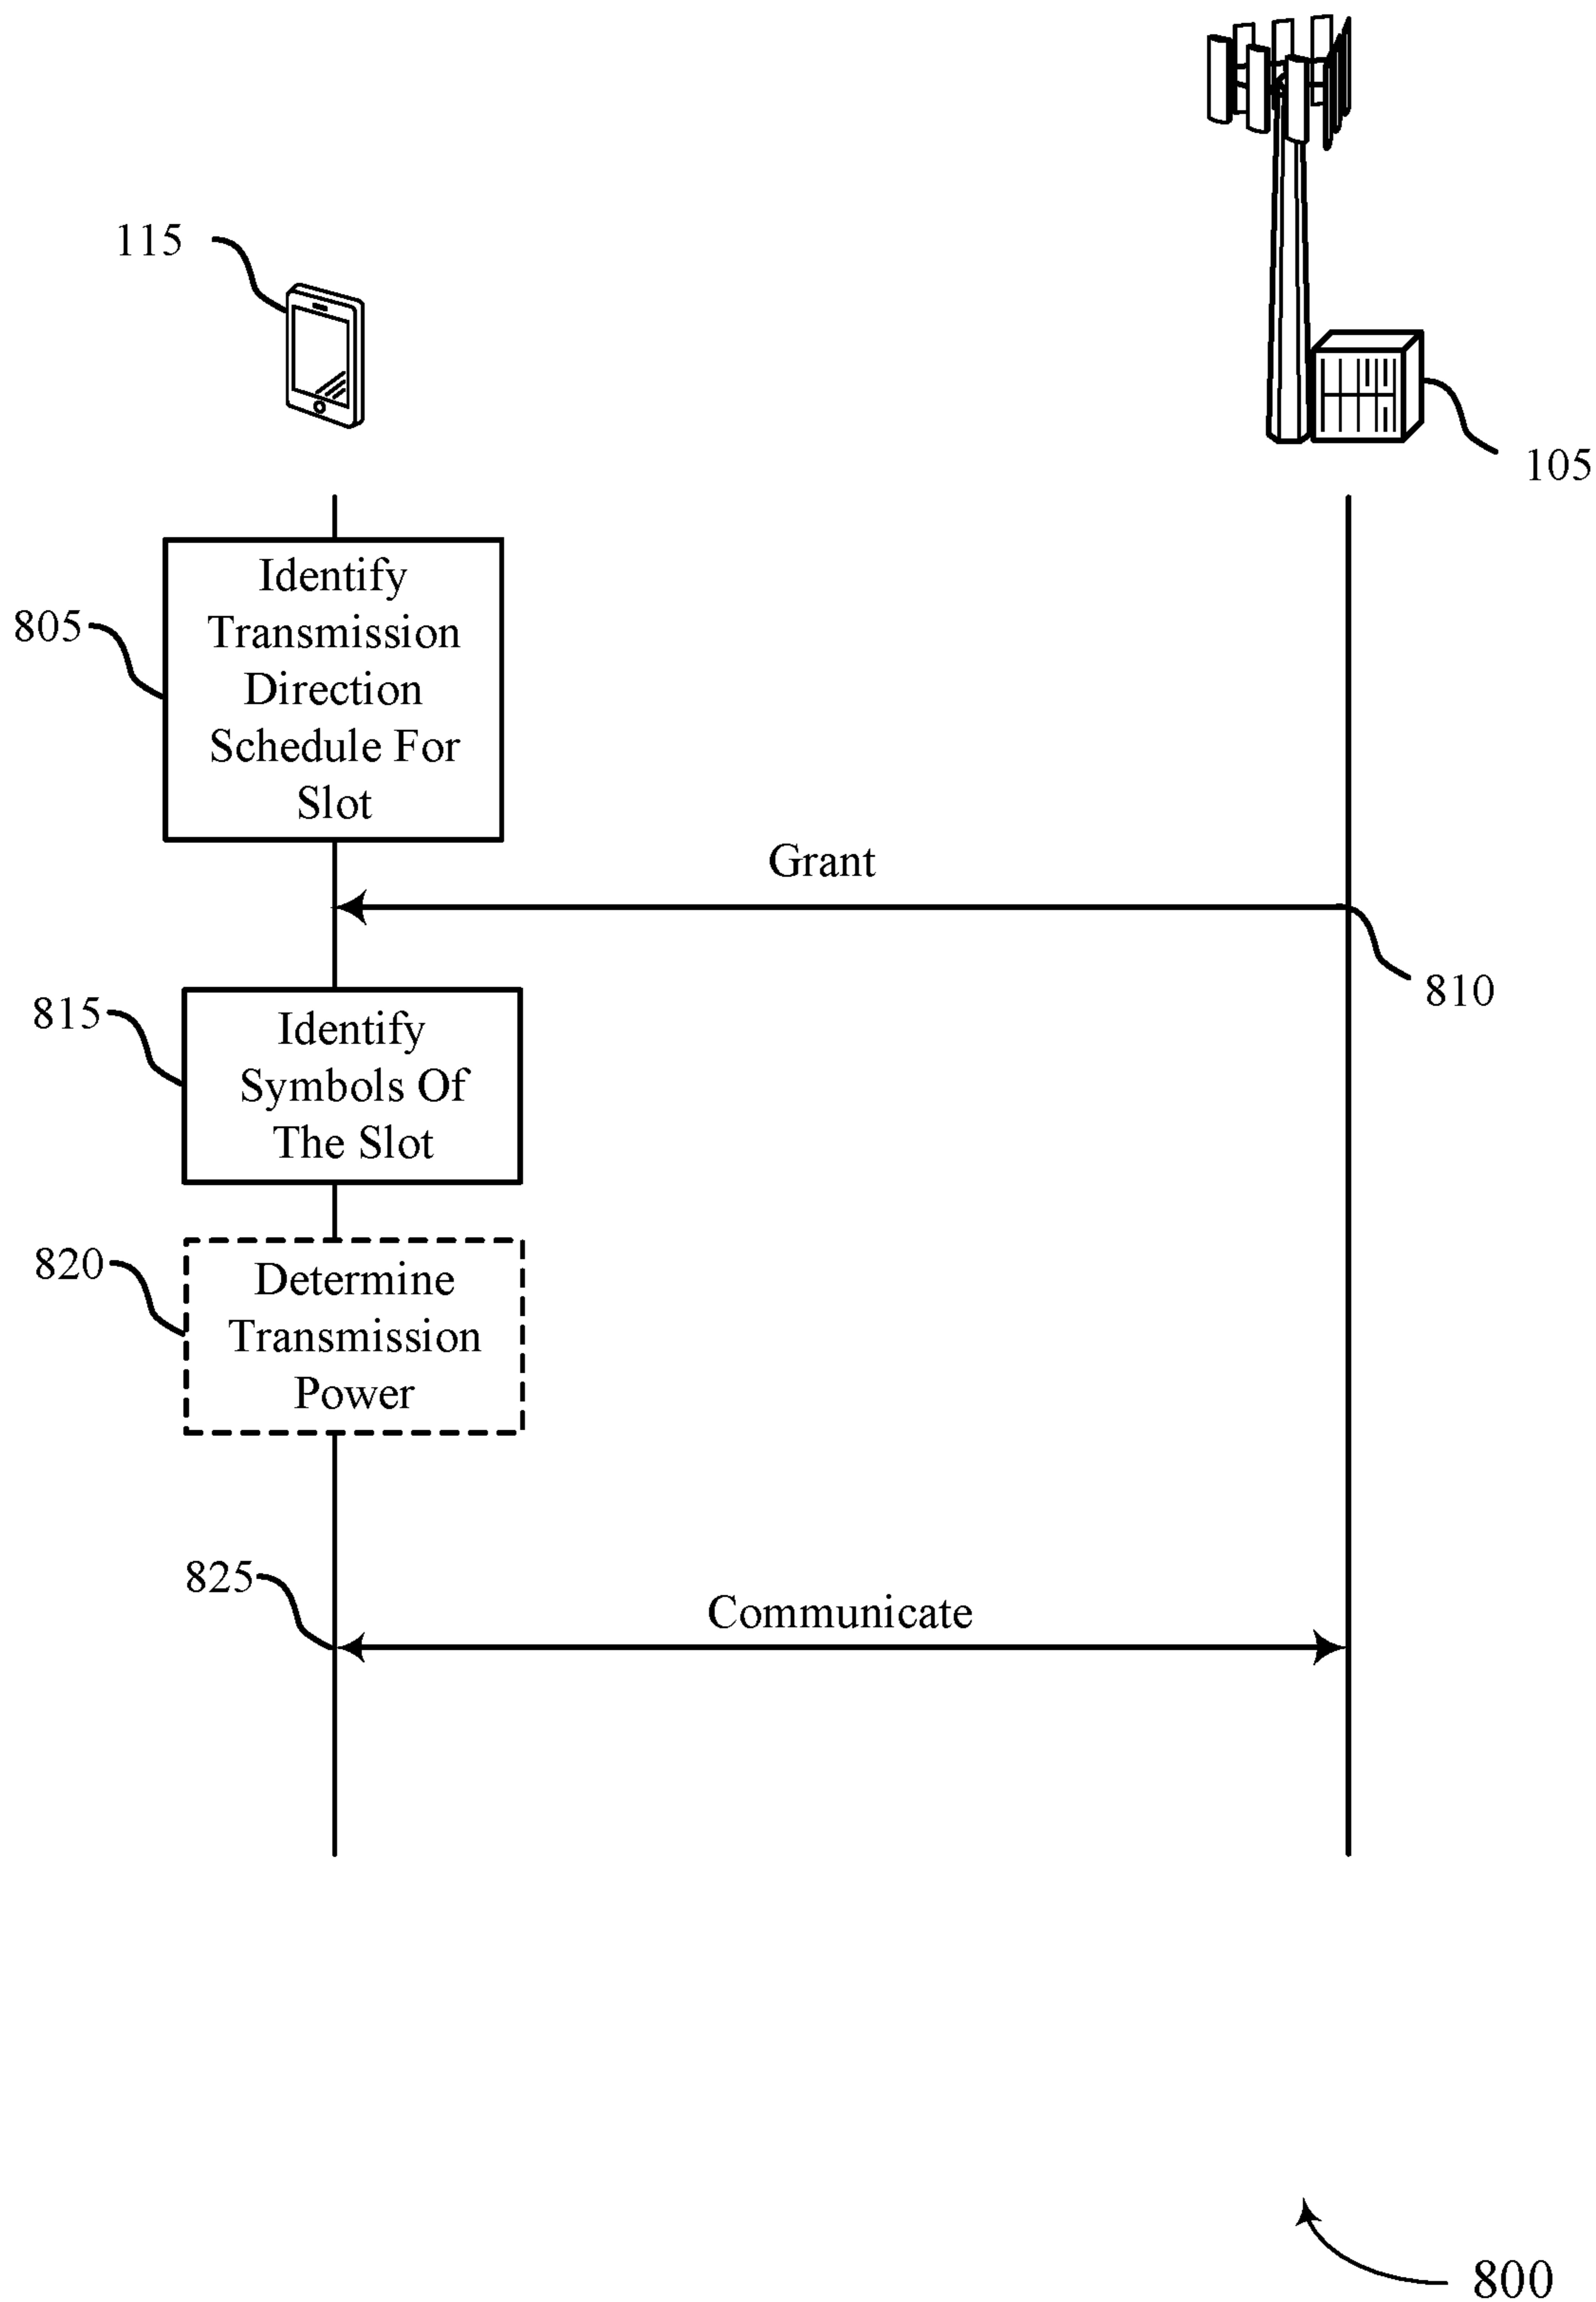 115
105
805
Identify
Transmission
Direction
Schedule For
Slot
Grant
810
815
Identify
Symbols Of
The Slot
820
Determine
Transmission
Power
825
Communicate
800